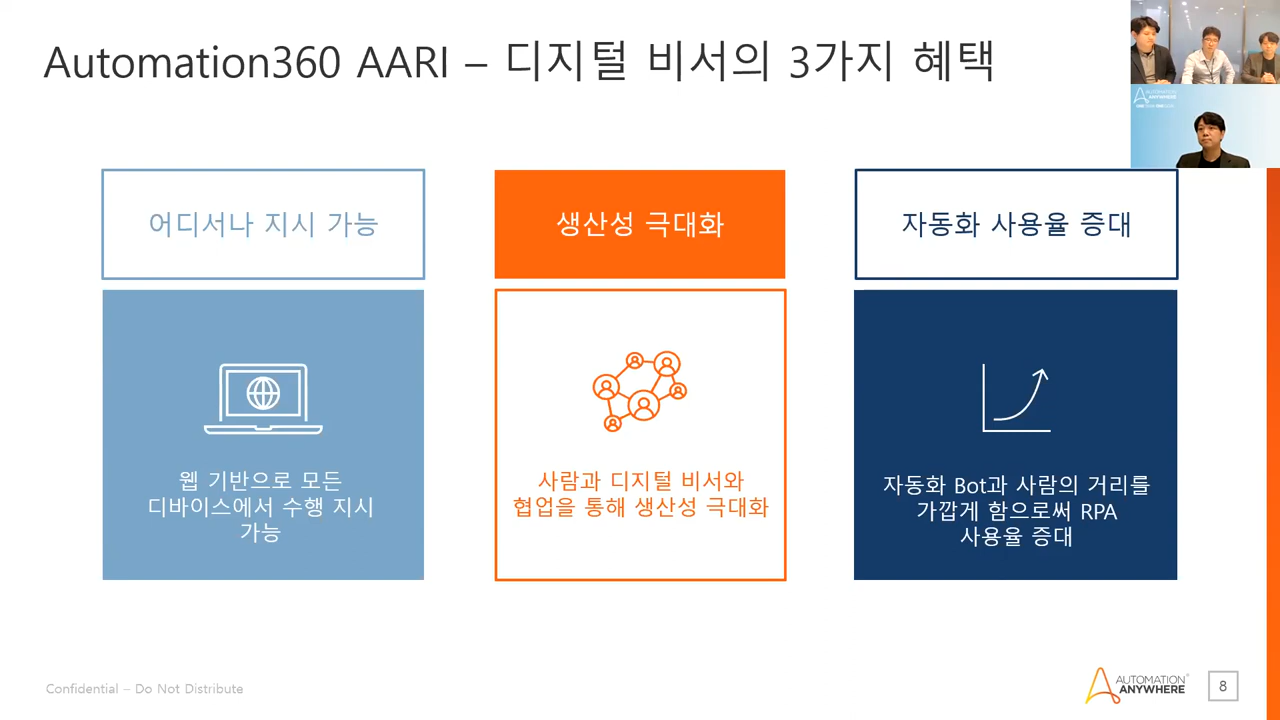 Automation360 AARI – 디지털 비서의 3가지 혜택
AUTOMATION
ANYWHERE
어디서나 지시 가능
생산성 극대화
자동화 사용율 증대
웹 기반으로 모든
디바이스에서 수행 지시
가능
사람과 디지털 비서와
협업을 통해 생산성 극대화
자동화 Bot과 사람의 거리를
가깝게 함으로써 RPA
사용율 증대
Confidential – Do Not Distribute
AUTOMATION
ANYWHERE
8